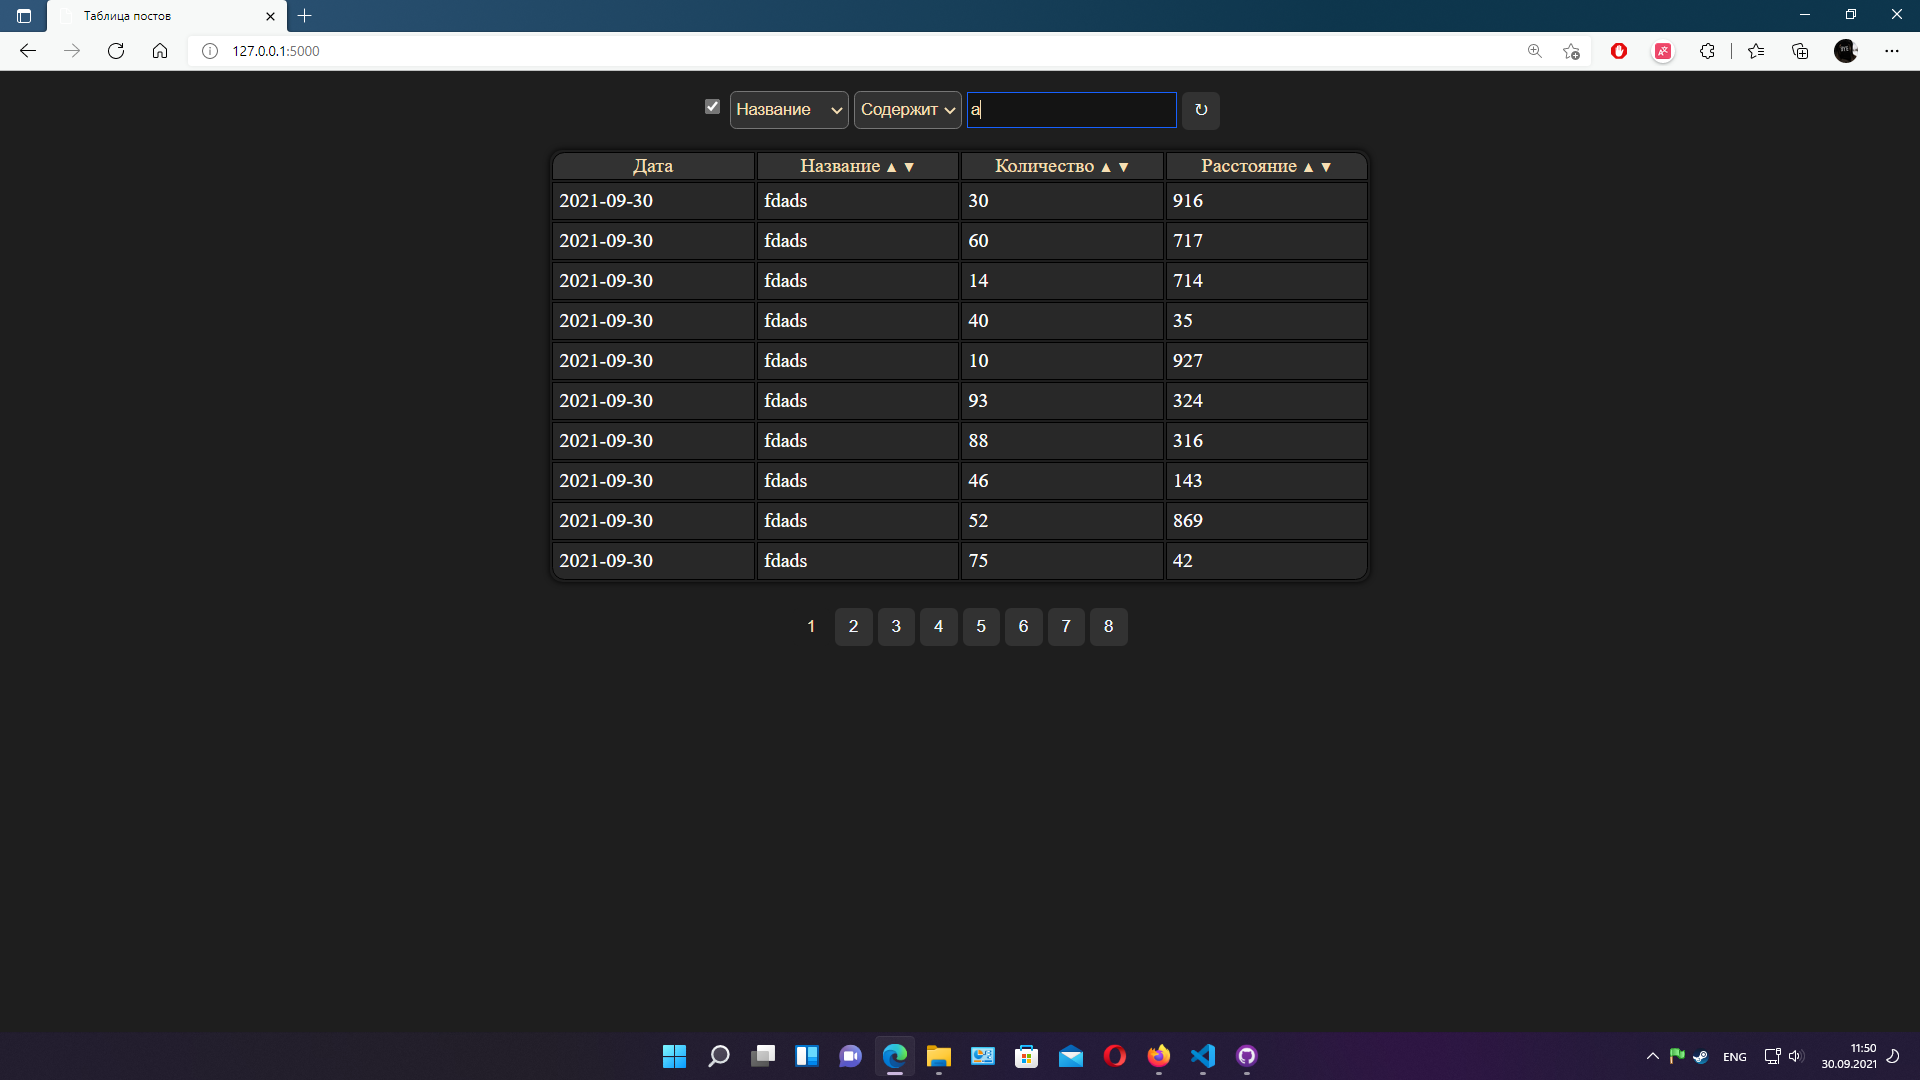 Таблица постов
127.0.0.1:5000
Название Содержит a ↻
Дата Название ▲ ▼ Количество ▲ ▼ Расстояние ▲ ▼
2021-09-30 fdads 30 916
2021-09-30 fdads 60 717
2021-09-30 fdads 14 714
2021-09-30 fdads 40 35
2021-09-30 fdads 10 927
2021-09-30 fdads 93 324
2021-09-30 fdads 88 316
2021-09-30 fdads 46 143
2021-09-30 fdads 52 869
2021-09-30 fdads 75 42
1 2 3 4 5 6 7 8
ENG
11:50
30.09.2021